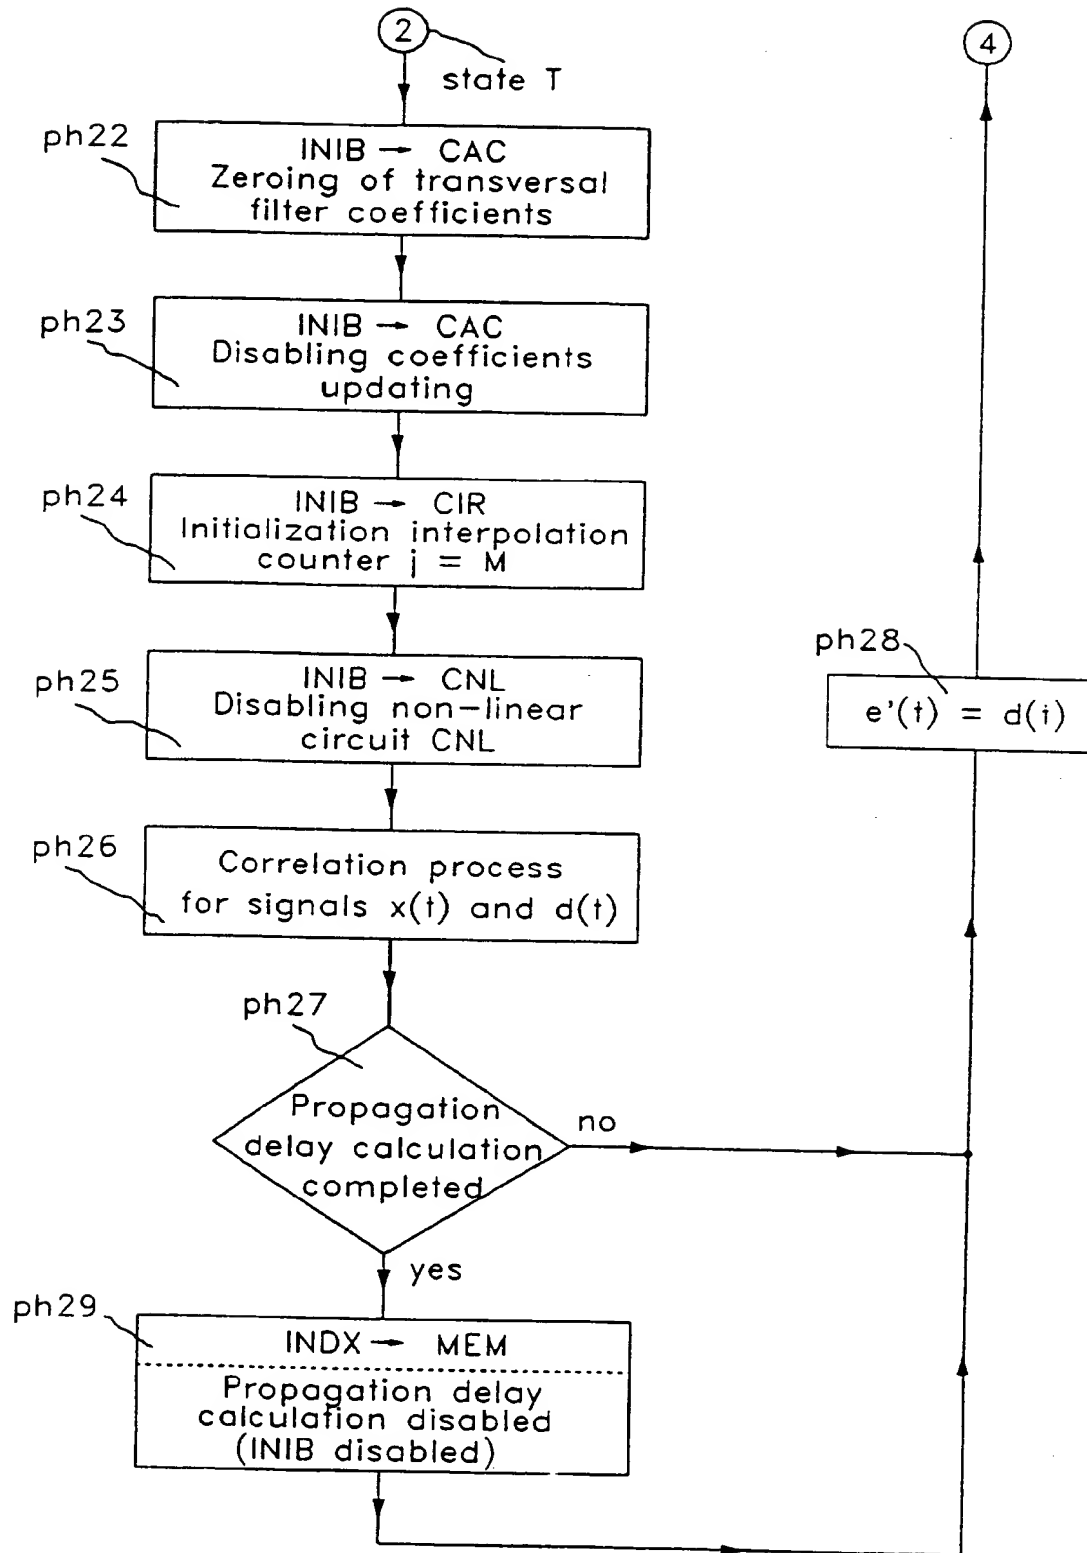 2
state T
4
ph22
INIB → CAC
Zeroing of transversal
filter coefficients
ph23
INIB → CAC
Disabling coefficients
updating
ph24
INIB → CIR
Initialization interpolation
counter j = M
ph25
INIB → CNL
Disabling non-linear
circuit CNL
ph28
e'(t) = d(t)
ph26
Correlation process
for signals x(t) and d(t)
ph27
Propagation
delay calculation
completed
no
yes
ph29
INDX → MEM
Propagation delay
calculation disabled
(INIB disabled)